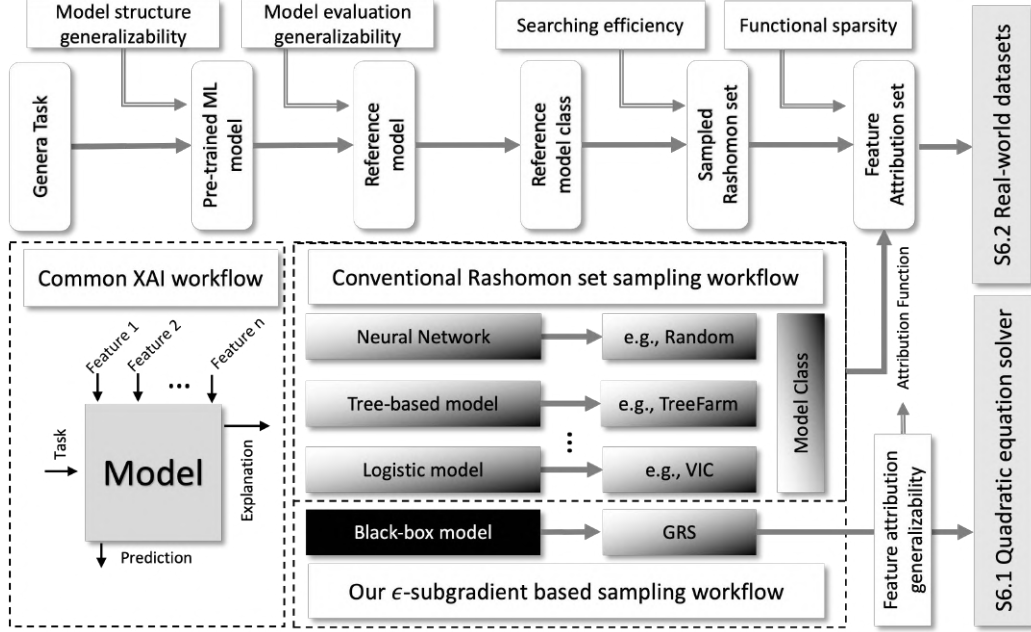 Model structure
generalizability
Model evaluation
generalizability
Searching efficiency
Functional sparsity
Genera Task
Pre-trained ML
model
Reference
model
Reference
model class
Sampled
Rashomon set
Feature
Attribution set
S6.2 Real-world datasets
Common XAI workflow
Feature 1
Feature 2
...
Feature n
Task
Model
Explanation
Prediction
Conventional Rashomon set sampling workflow
Neural Network
e.g., Random
Tree-based model
e.g., TreeFarm
...
Logistic model
e.g., VIC
Model Class
Black-box model
GRS
Our ϵ-subgradient based sampling workflow
Attribution Function
Feature attribution
generalizability
S6.1 Quadratic equation solver